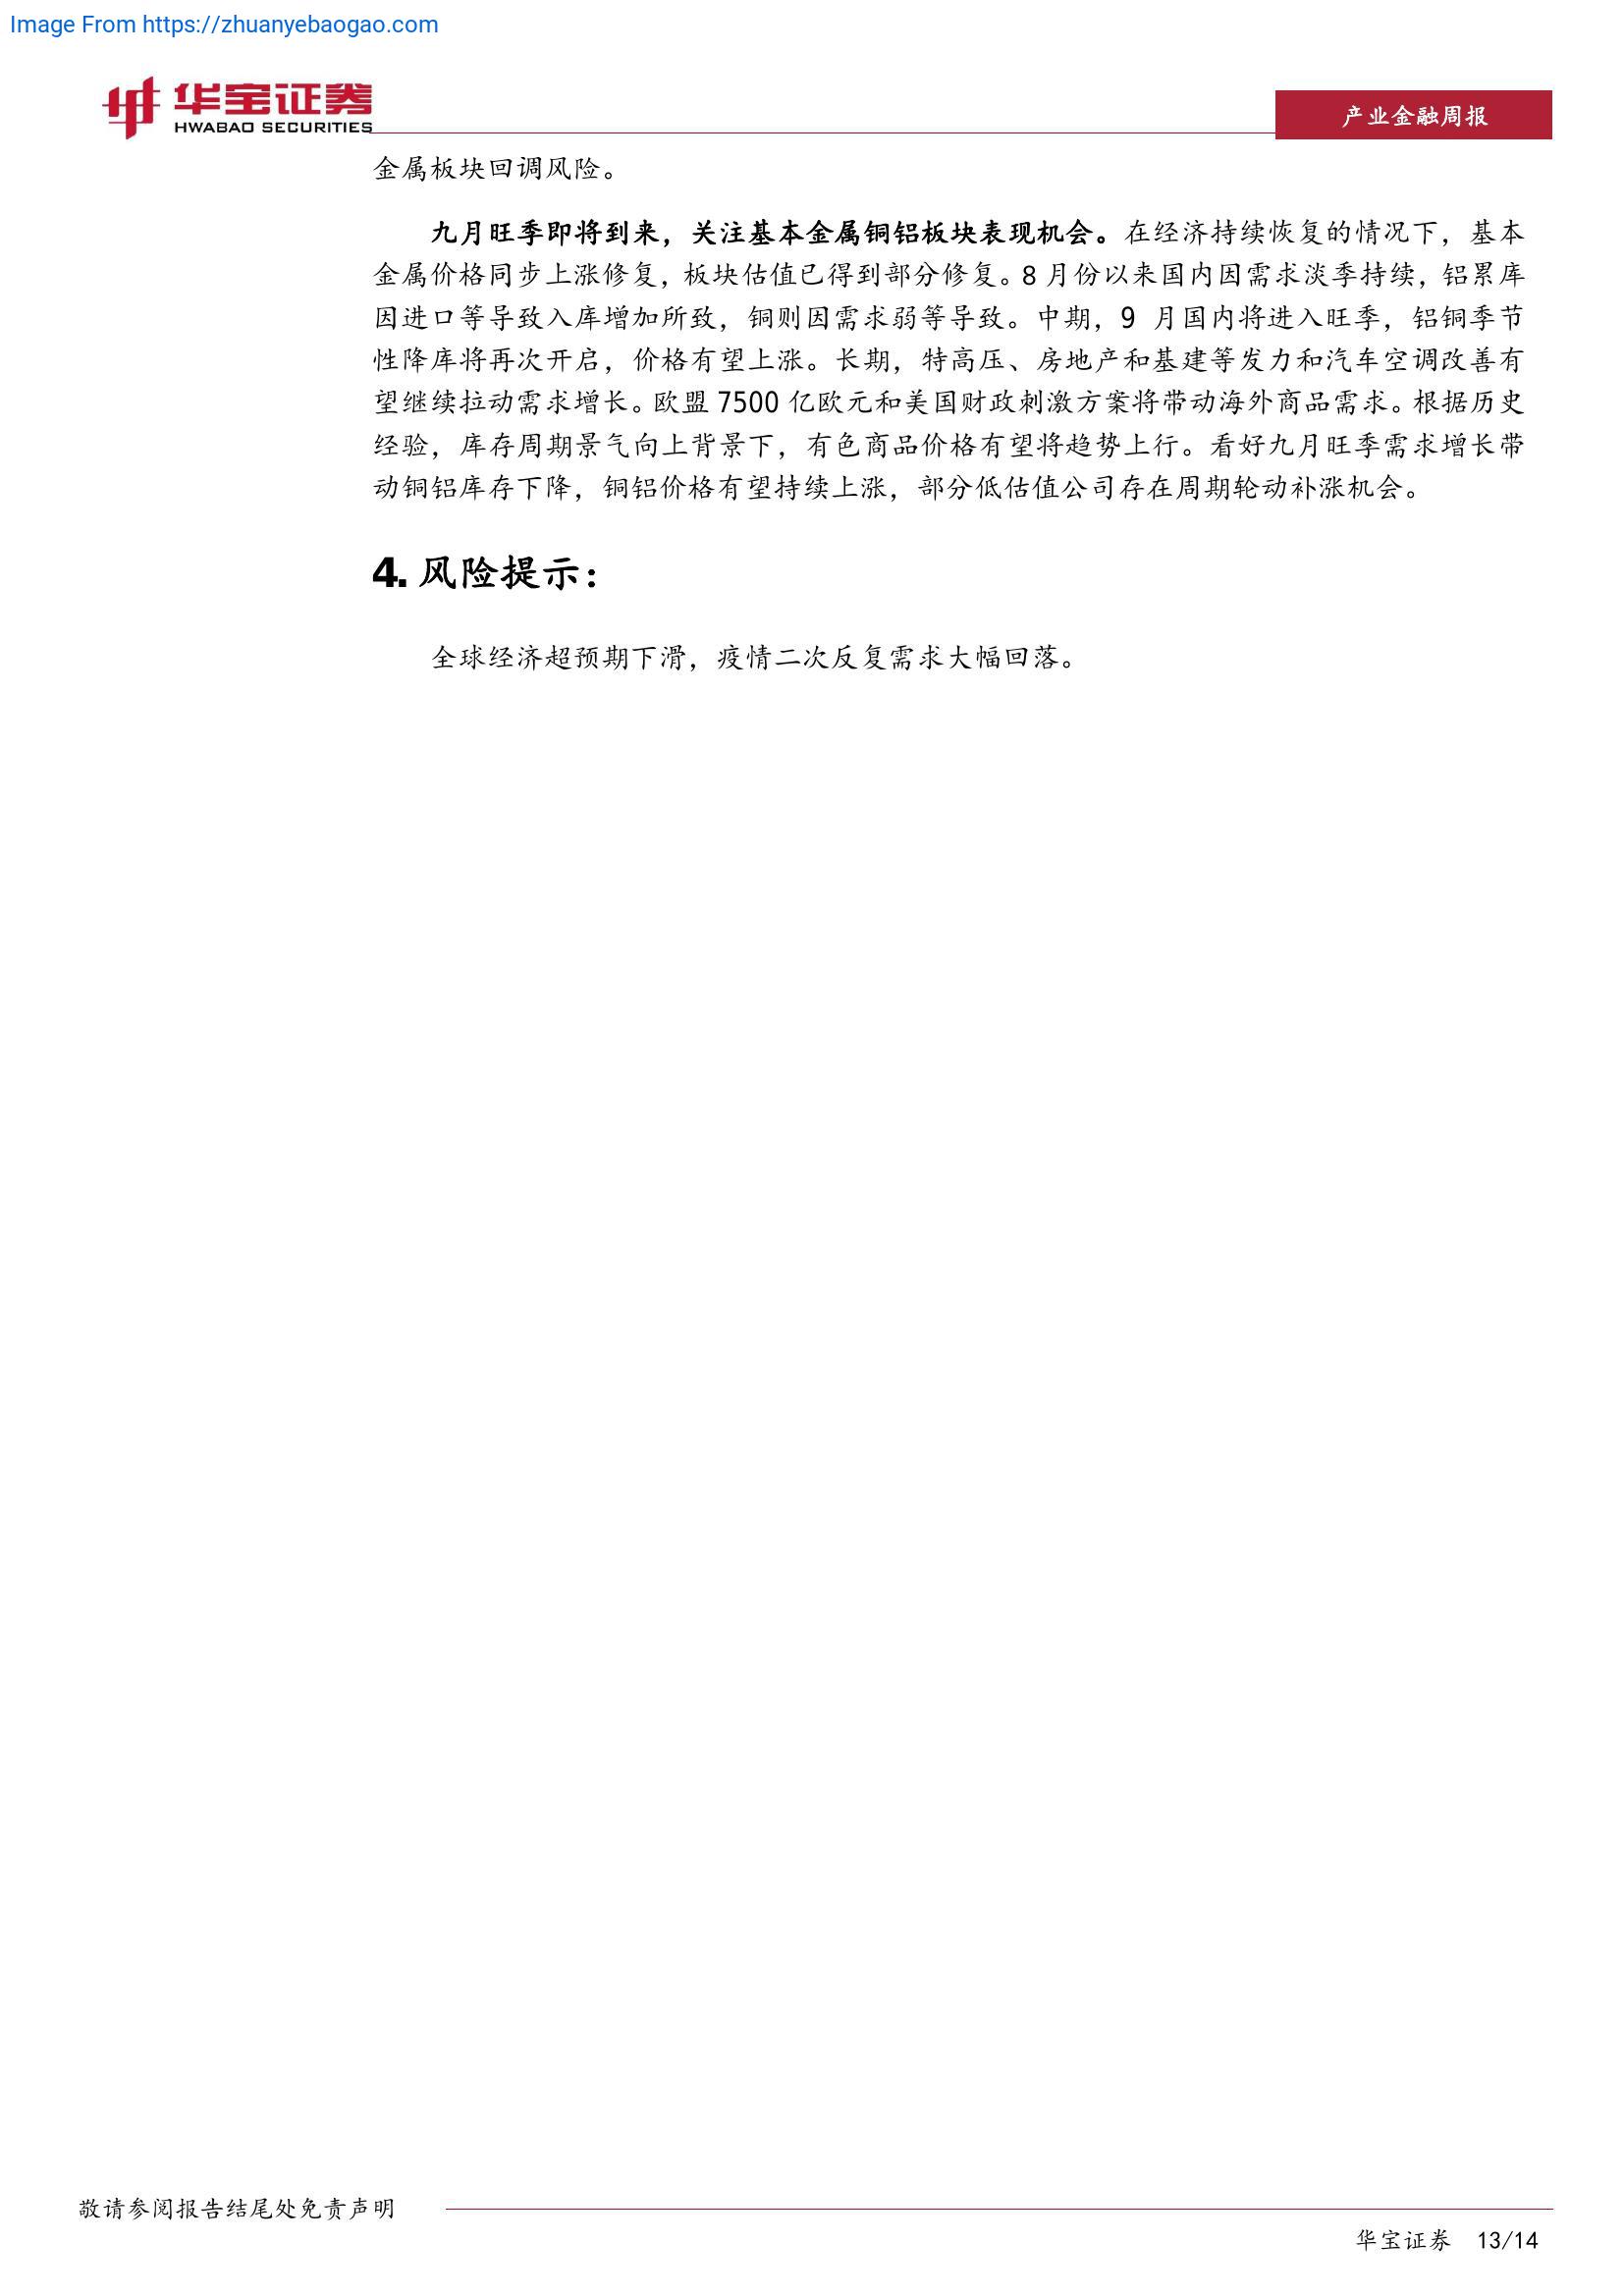 Image From https://zhuanyebaogao.com
华宝证券
HWABAO SECURITIES
产业金融周报
金属板块回调风险。
九月旺季即将到来，关注基本金属铜铝板块表现机会。在经济持续恢复的情况下，基本
金属价格同步上涨修复，板块估值已得到部分修复。8 月份以来国内因需求淡季持续，铝累库
因进口等导致入库增加所致，铜则因需求弱等导致。中期，9 月国内将进入旺季，铝铜季节
性降库将再次开启，价格有望上涨。长期，特高压、房地产和基建等发力和汽车空调改善有
望继续拉动需求增长。欧盟 7500 亿欧元和美国财政刺激方案将带动海外商品需求。根据历史
经验，库存周期景气向上背景下，有色商品价格有望将趋势上行。看好九月旺季需求增长带
动铜铝库存下降，铜铝价格有望持续上涨，部分低估值公司存在周期轮动补涨机会。
4. 风险提示：
全球经济超预期下滑，疫情二次反复需求大幅回落。
敬请参阅报告结尾处免责声明
华宝证券 13/14